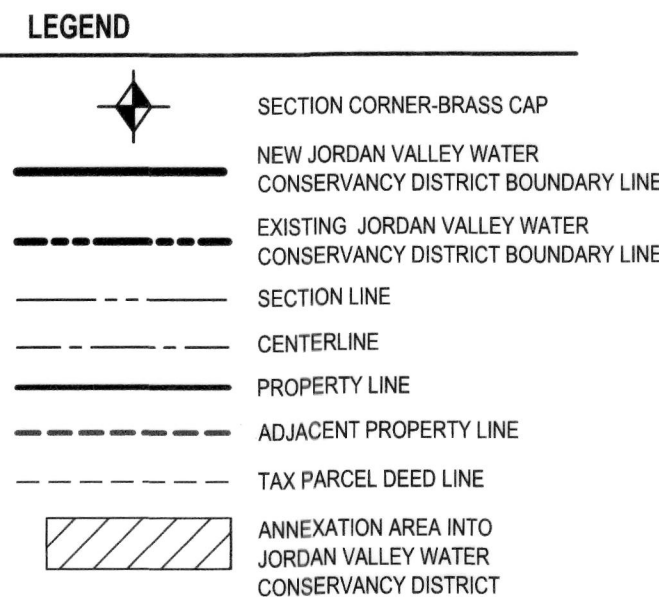 LEGEND
SECTION CORNER-BRASS CAP
NEW JORDAN VALLEY WATER
CONSERVANCY DISTRICT BOUNDARY LINE
EXISTING JORDAN VALLEY WATER
CONSERVANCY DISTRICT BOUNDARY LINE
SECTION LINE
CENTERLINE
PROPERTY LINE
ADJACENT PROPERTY LINE
TAX PARCEL DEED LINE
ANNEXATION AREA INTO
JORDAN VALLEY WATER
CONSERVANCY DISTRICT